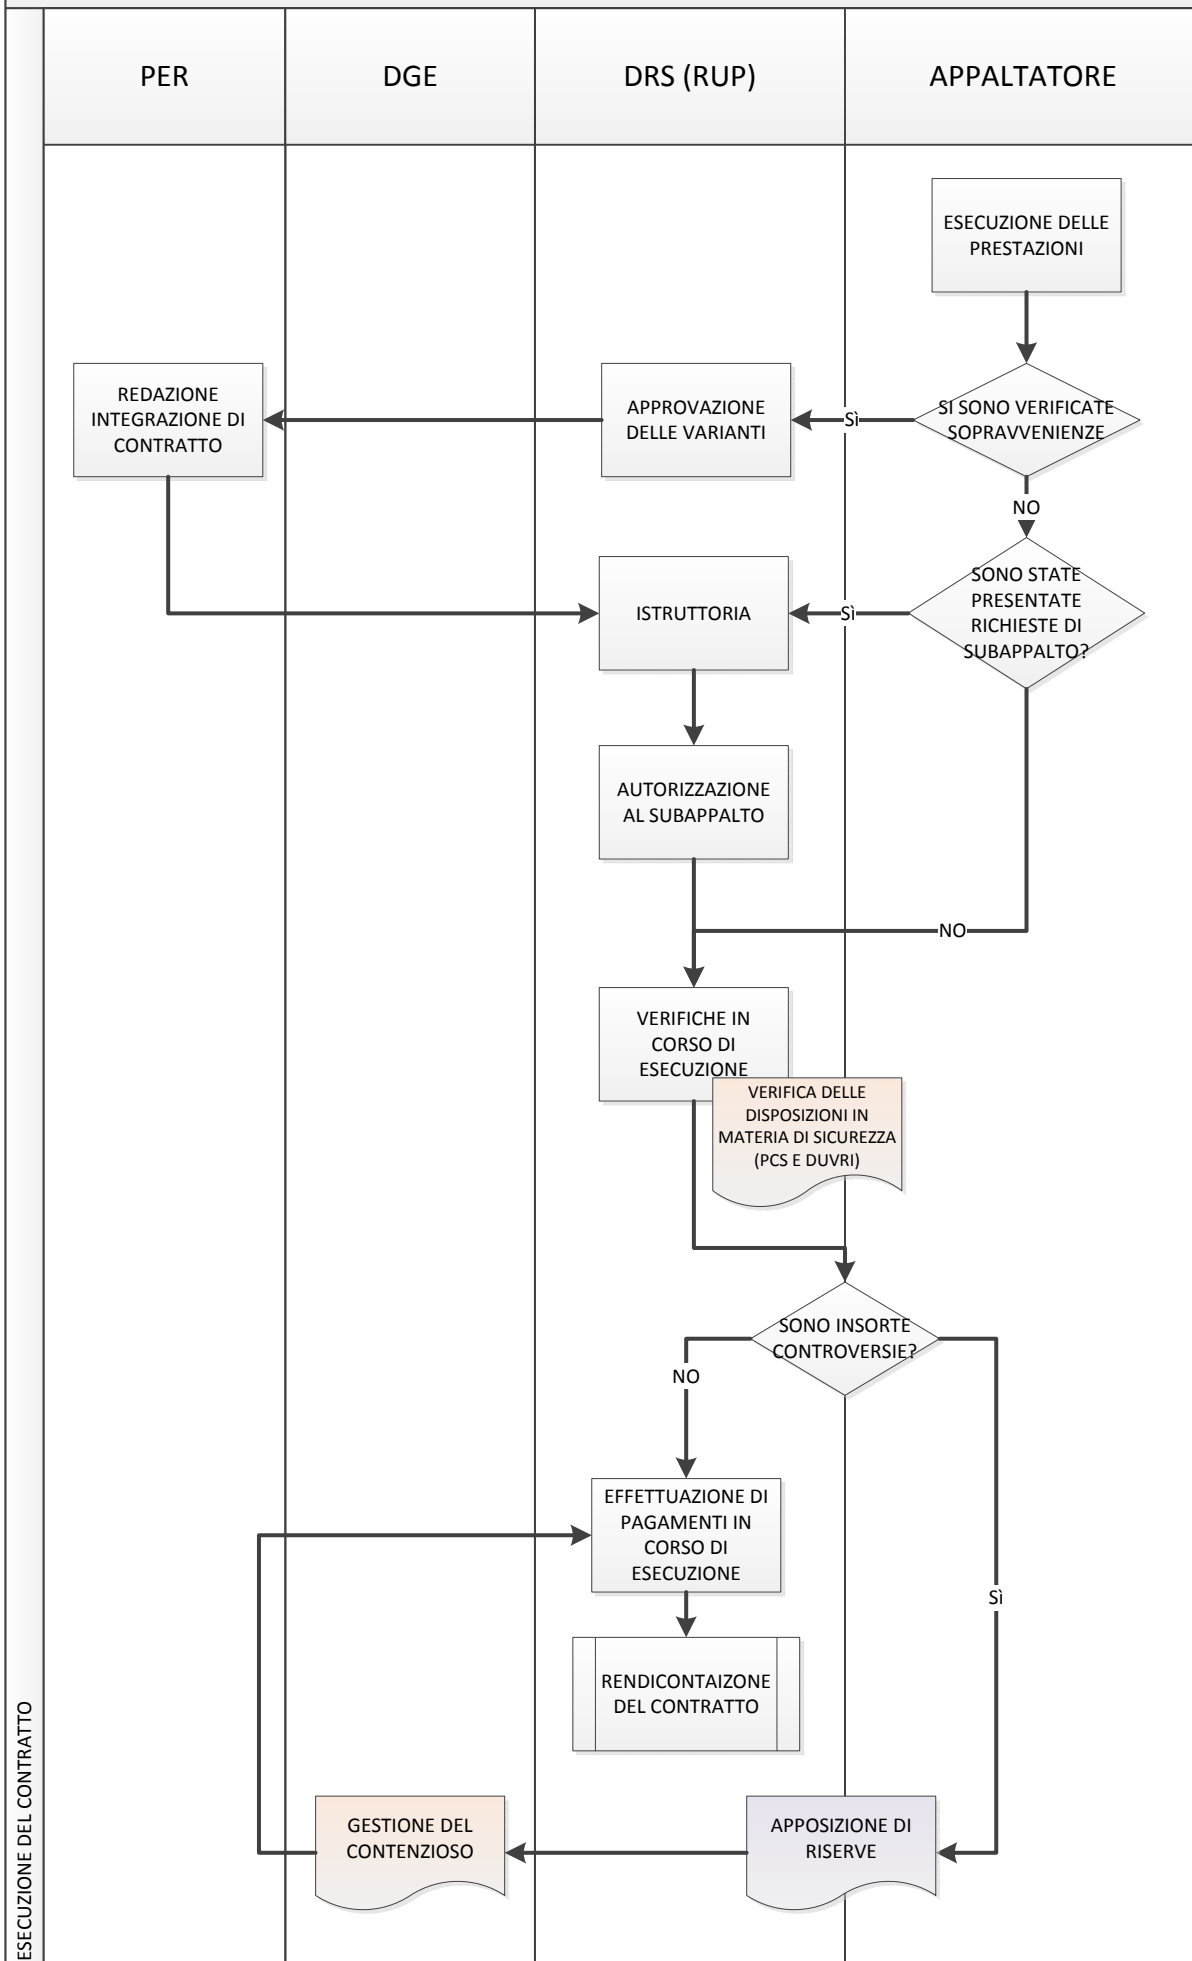 PER
DGE
DRS (RUP)
APPALTATORE
ESECUZIONE DELLE
PRESTAZIONI
REDAZIONE
INTEGRAZIONE DI
CONTRATTO
APPROVAZIONE
DELLE VARIANTI
Sì
SI SONO VERIFICATE
SOPRAVVENIENZE
NO
ISTRUTTORIA
Sì
SONO STATE
PRESENTATE
RICHIESTE DI
SUBAPPALTO?
AUTORIZZAZIONE
AL SUBAPPALTO
NO
VERIFICHE IN
CORSO DI
ESECUZIONE
VERIFICA DELLE
DISPOSIZIONI IN
MATERIA DI SICUREZZA
(PCS E DUVRI)
SONO INSORTE
CONTROVERSIE?
NO
EFFETTUAZIONE DI
PAGAMENTI IN
CORSO DI
ESECUZIONE
Sì
RENDICONTAIZONE
DEL CONTRATTO
GESTIONE DEL
CONTENZIOSO
APPOSIZIONE DI
RISERVE
ESECUZIONE DEL CONTRATTO